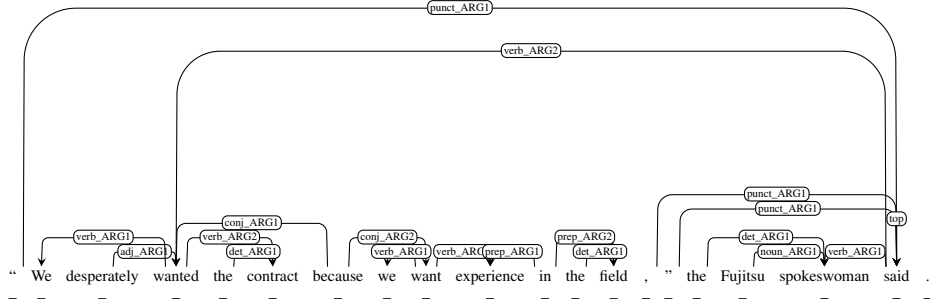 punct_ARG1
verb_ARG2
punct_ARG1
punct_ARG1
top
conj_ARG1
verb_ARG1 verb_ARG2 conj_ARG2 prep_ARG2 det_ARG1
adj_ARG1 det_ARG1 verb_ARG1 verb_ARG1 prep_ARG1 det_ARG1 noun_ARG1 verb_ARG1
“ We desperately wanted the contract because we want experience in the field , ” the Fujitsu spokeswoman said .